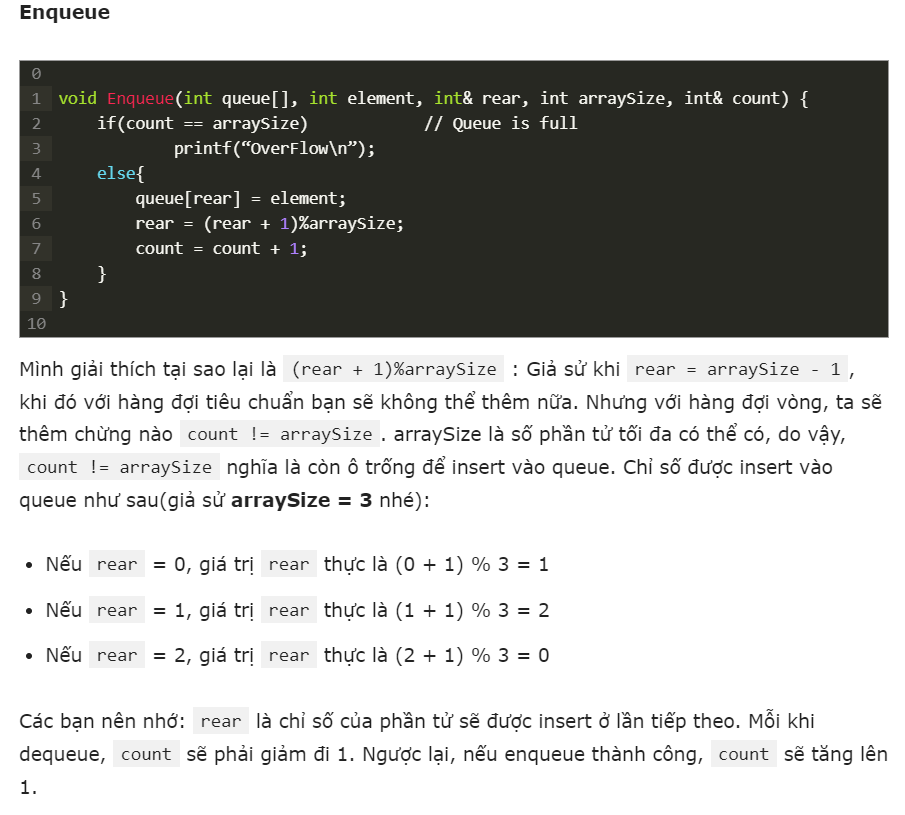 Enqueue
0
1 void Enqueue(int queue[], int element, int& rear, int arraySize, int& count) {
2     if(count == arraySize)            // Queue is full
3             printf(“OverFlow\n”);
4     else{
5         queue[rear] = element;
6         rear = (rear + 1)%arraySize;
7         count = count + 1;
8     }
9 }
10
Mình giải thích tại sao lại là (rear + 1)%arraySize : Giả sử khi rear = arraySize - 1 ,
khi đó với hàng đợi tiêu chuẩn bạn sẽ không thể thêm nữa. Nhưng với hàng đợi vòng, ta sẽ
thêm chừng nào count != arraySize . arraySize là số phần tử tối đa có thể có, do vậy,
count != arraySize nghĩa là còn ô trống để insert vào queue. Chỉ số được insert vào
queue như sau(giả sử arraySize = 3 nhé):
• Nếu rear = 0, giá trị rear thực là (0 + 1) % 3 = 1
• Nếu rear = 1, giá trị rear thực là (1 + 1) % 3 = 2
• Nếu rear = 2, giá trị rear thực là (2 + 1) % 3 = 0
Các bạn nên nhớ: rear là chỉ số của phần tử sẽ được insert ở lần tiếp theo. Mỗi khi
dequeue, count sẽ phải giảm đi 1. Ngược lại, nếu enqueue thành công, count sẽ tăng lên
1.